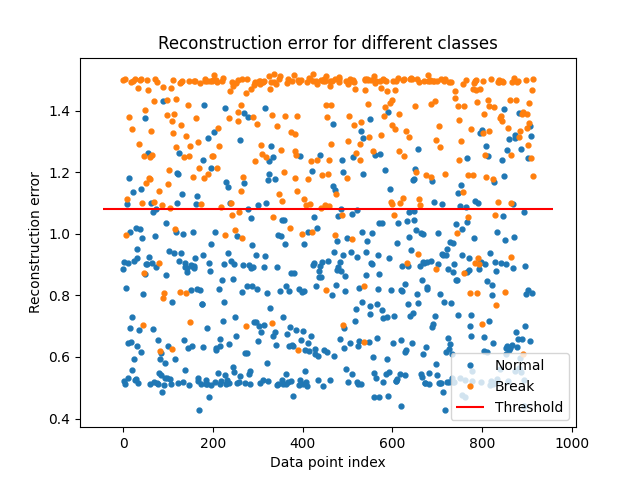 Reconstruction error for different classes
Reconstruction error
1.4
1.2
1.0
0.8
0.6
0.4
Normal
Break
Threshold
0 200 400 600 800 1000
Data point index